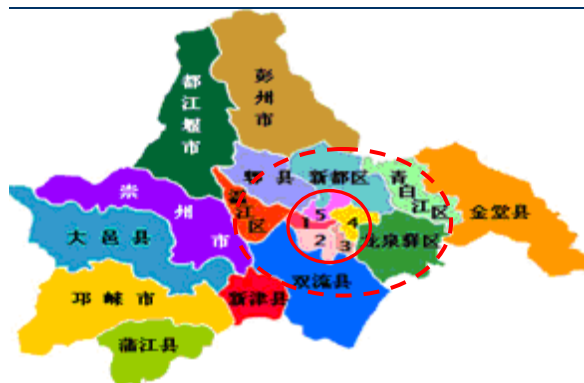 彭州市
都江堰市
郫县
新都区
青白江区
温江区
金堂县
崇州市
5
1
4
2
3
龙泉驿区
大邑县
双流县
邛崃市
新津县
蒲江县